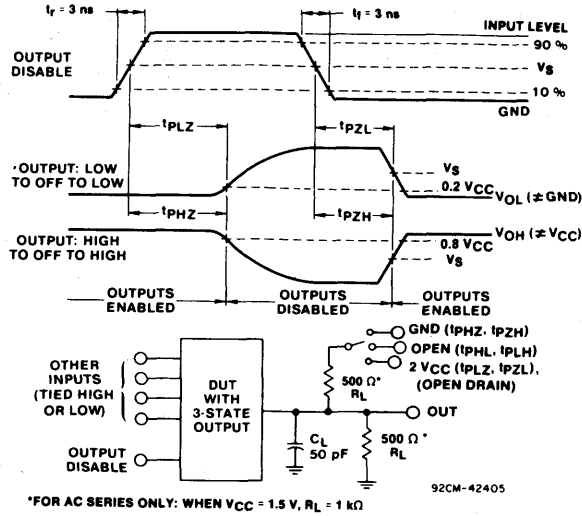 tr = 3 ns
tf = 3 ns
INPUT LEVEL
90 %
OUTPUT
DISABLE
VS
10 %
GND
tPLZ
tPZL
OUTPUT: LOW
TO OFF TO LOW
VS
0.2 VCC
VOL (≠ GND)
tPHZ
tPZH
OUTPUT: HIGH
TO OFF TO HIGH
VOH (≠ VCC)
0.8 VCC
VS
OUTPUTS
ENABLED
OUTPUTS
DISABLED
OUTPUTS
ENABLED
GND (tPHZ, tPZH)
OPEN (tPHL, tPLH)
2 VCC (tPLZ, tPZL),
(OPEN DRAIN)
OTHER
INPUTS
(TIED HIGH
OR LOW)
DUT
WITH
3-STATE
OUTPUT
500 Ω*
RL
OUT
CL
50 pF
500 Ω*
RL
OUTPUT
DISABLE
92CM-42405
*FOR AC SERIES ONLY: WHEN VCC = 1.5 V, RL = 1 kΩ